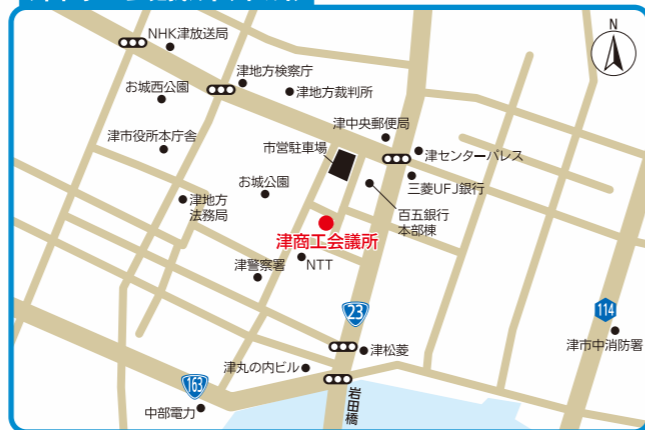 N
NHK津放送局
津地方検察庁
お城西公園
津地方裁判所
津中央郵便局
津市役所本庁舎
市営駐車場
津センターパレス
三菱UFJ銀行
お城公園
津地方
法務局
百五銀行
本部棟
津商工会議所
津警察署
NTT
23
114
津市中消防署
津松菱
津丸の内ビル
163
岩田橋
中部電力